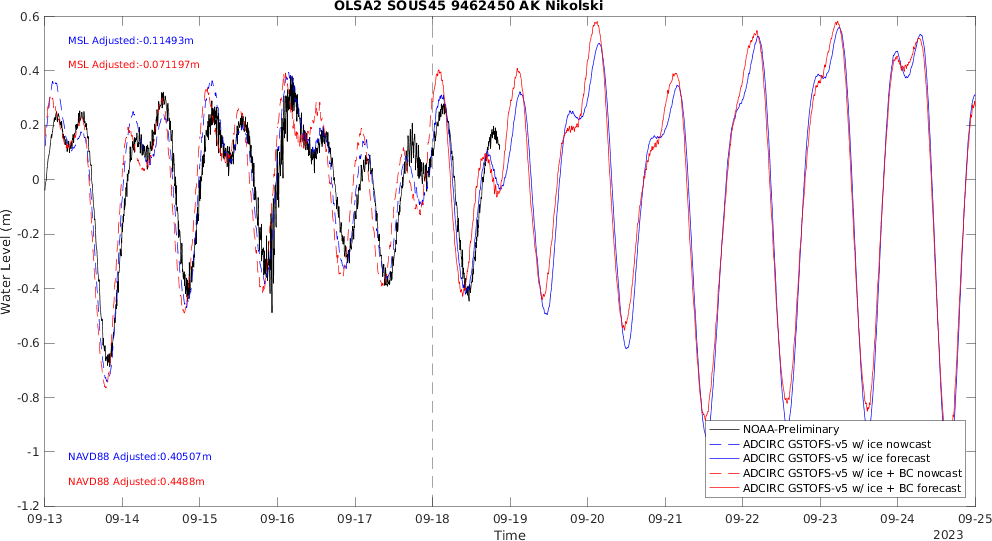 OLSA2 SOUS45 9462450 AK Nikolski
0.6
0.4
0.2
0
-0.2
-0.4
-0.6
-0.8
-1
-1.2
Water Level (m)
MSL Adjusted:-0.11493m
MSL Adjusted:-0.071197m
NAVD88 Adjusted:0.40507m
NAVD88 Adjusted:0.4488m
NOAA-Preliminary
ADCIRC GSTOFS-v5 w/ ice nowcast
ADCIRC GSTOFS-v5 w/ ice forecast
ADCIRC GSTOFS-v5 w/ ice + BC nowcast
ADCIRC GSTOFS-v5 w/ ice + BC forecast
09-13 09-14 09-15 09-16 09-17 09-18 09-19 09-20 09-21 09-22 09-23 09-24 09-25
Time
2023